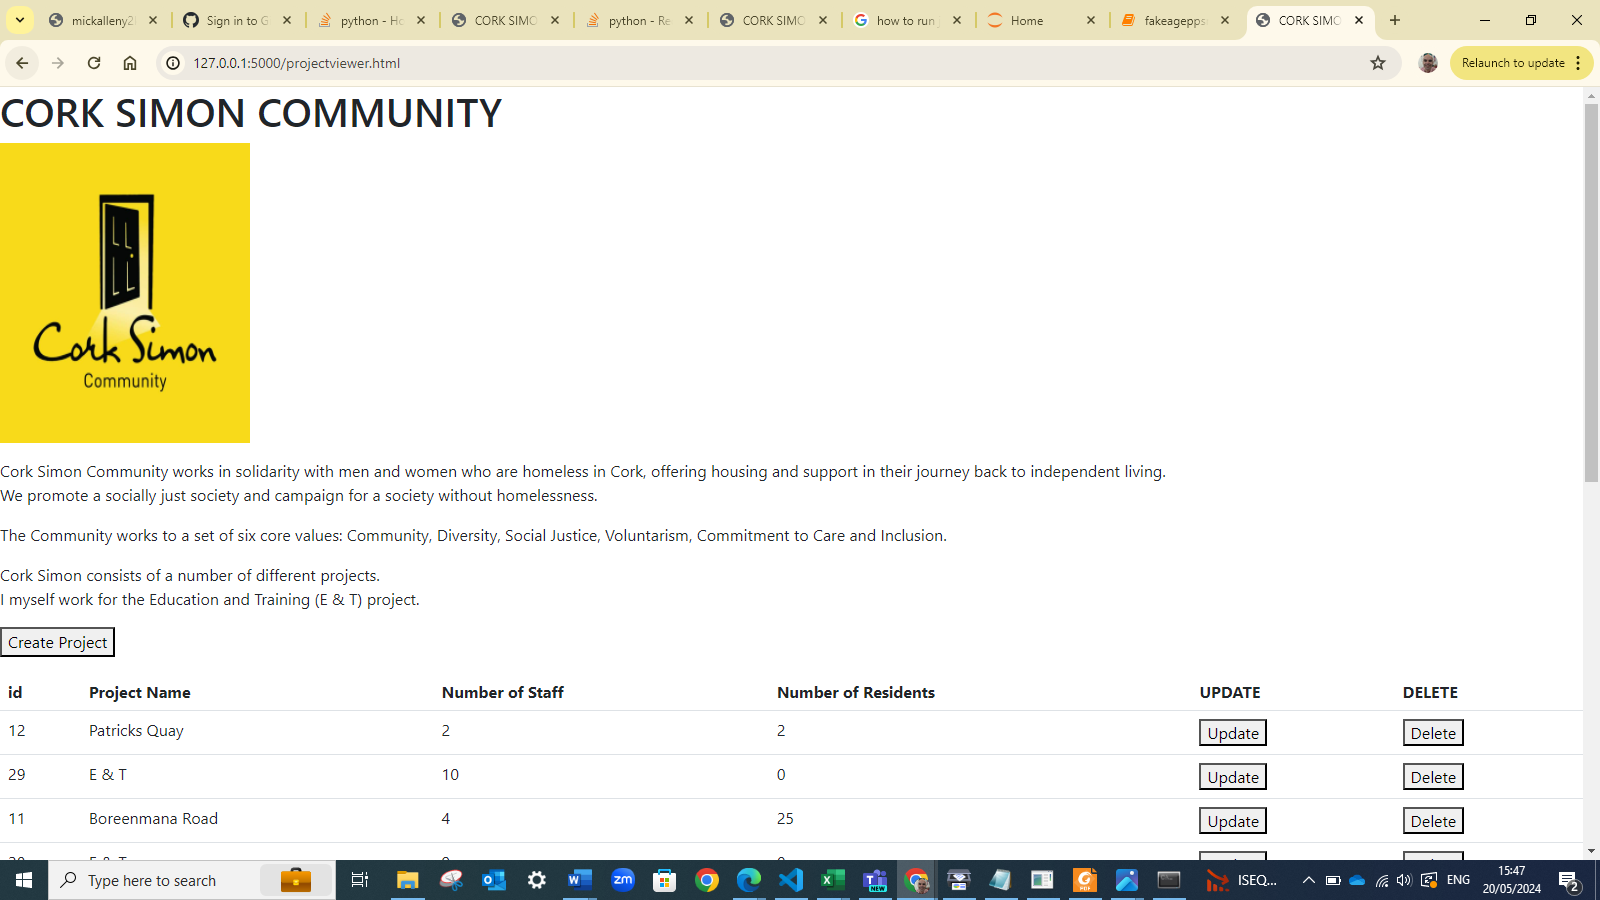 mickalleny2
Sign in to G
python - Ho
CORK SIMO
python - Re
CORK SIMO
how to run j
Home
fakeageppsu
CORK SIMO
127.0.0.1:5000/projectviewer.html
Relaunch to update
CORK SIMON COMMUNITY
Cork Simon
Community
Cork Simon Community works in solidarity with men and women who are homeless in Cork, offering housing and support in their journey back to independent living.
We promote a socially just society and campaign for a society without homelessness.
The Community works to a set of six core values: Community, Diversity, Social Justice, Voluntarism, Commitment to Care and Inclusion.
Cork Simon consists of a number of different projects.
I myself work for the Education and Training (E & T) project.
Create Project
id Project Name Number of Staff Number of Residents UPDATE DELETE
12 Patricks Quay 2 2 Update Delete
29 E & T 10 0 Update Delete
11 Boreenmana Road 4 25 Update Delete
Type here to search
zm
NEW
PDF
ISEQ...
ENG
15:47
20/05/2024
2